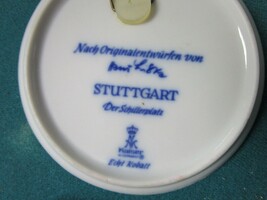 Nach Originalentwürfen von
STUTTGART
Der Schillerplatz
Echt Kobalt